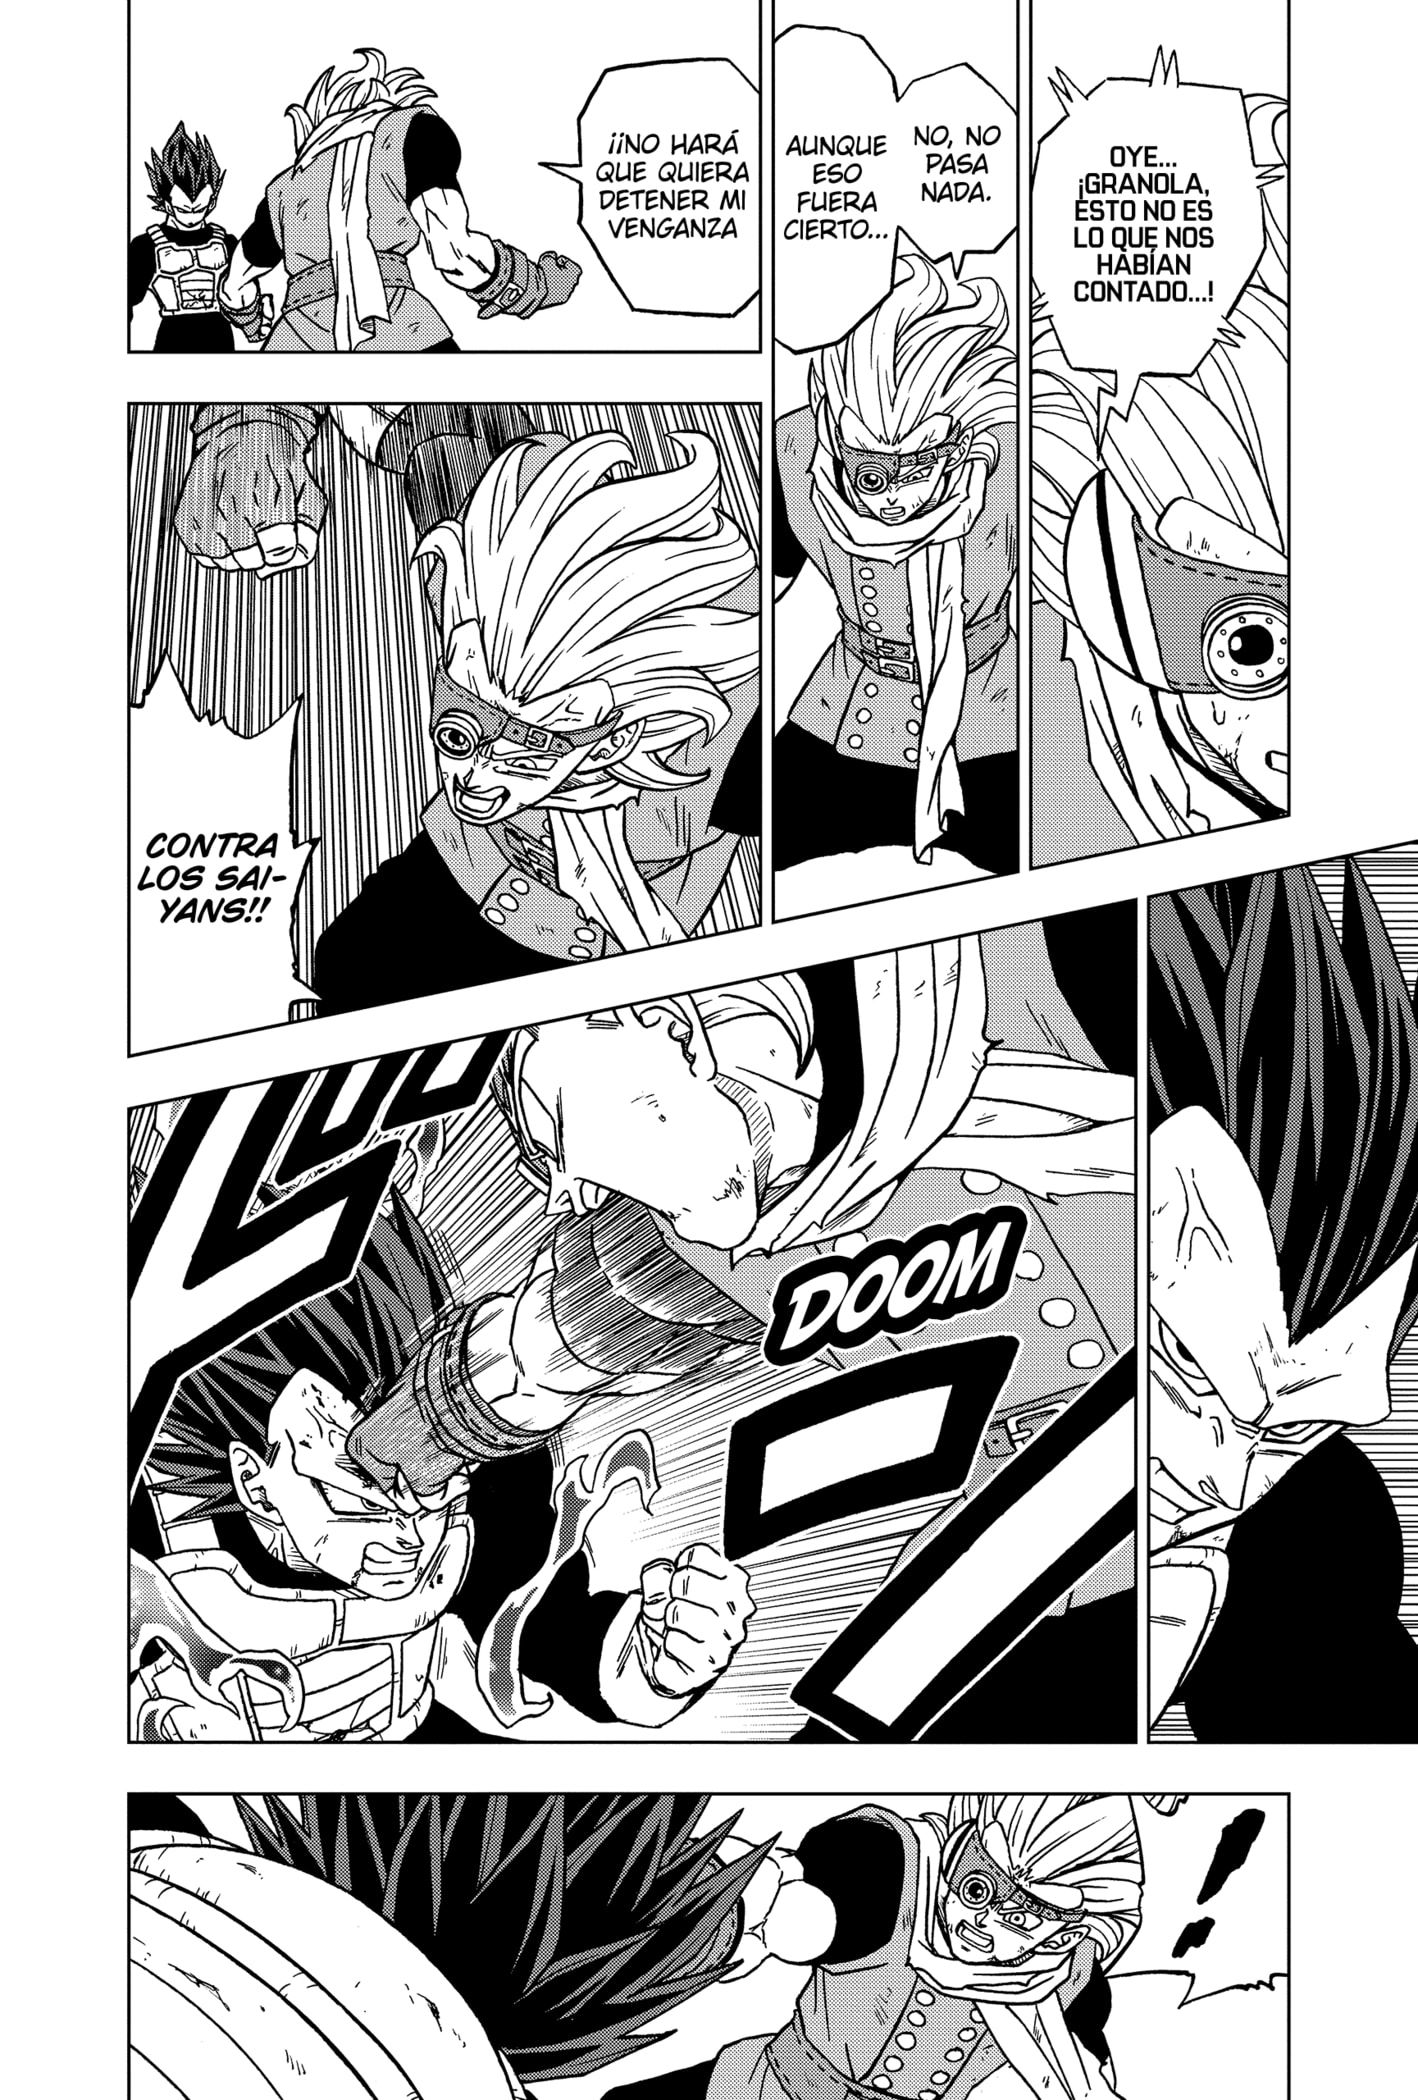 OYE...
¡GRANOLA,
ESTO NO ES
LO QUE NOS
HABÍAN
CONTADO...!
NO, NO
PASA
NADA.
AUNQUE
ESO
FUERA
CIERTO...
¡¡NO HARÁ
QUE QUIERA
DETENER MI
VENGANZA
CONTRA
LOS SAI-
YANS!!
DOOM
!